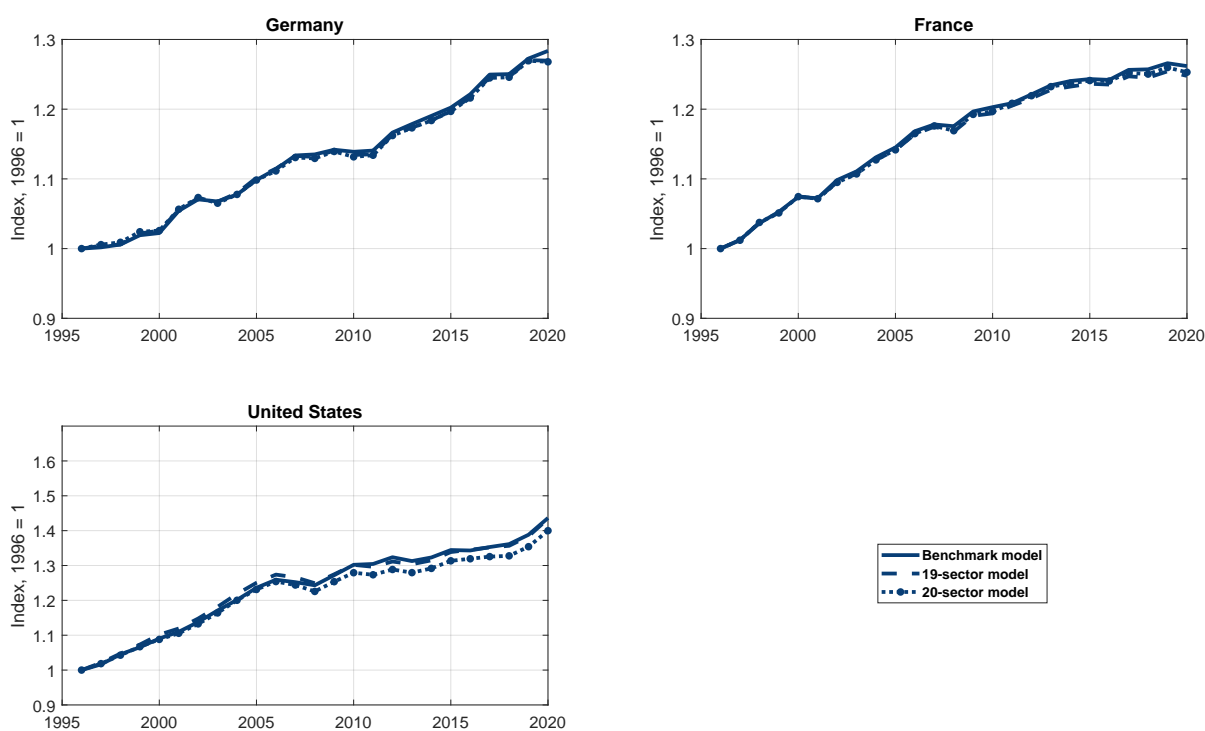 Germany
Index, 1996 = 1
1.3
1.2
1.1
1
0.9
1995 2000 2005 2010 2015 2020
France
Index, 1996 = 1
1.3
1.2
1.1
1
0.9
1995 2000 2005 2010 2015 2020
United States
Index, 1996 = 1
1.6
1.5
1.4
1.3
1.2
1.1
1
0.9
1995 2000 2005 2010 2015 2020
Benchmark model
19-sector model
20-sector model